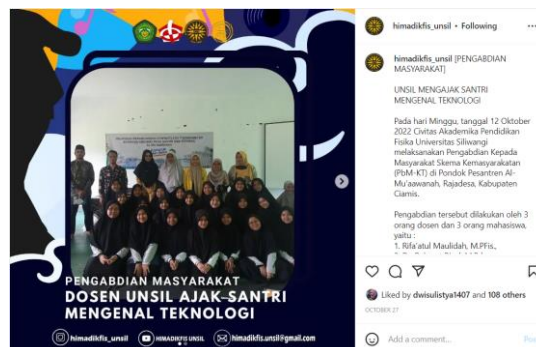 PENGABDIAN MASYARAKAT
DOSEN UNSIL AJAK SANTRI
MENGENAL TEKNOLOGI
himadikfis_unsil
HIMADIKFIS UNSIL
himadikfis.unsil@gmail.com
himadikfis_unsil • Following
himadikfis_unsil [PENGABDIAN
MASYARAKAT]
UNSIL MENGAJAK SANTRI
MENGENAL TEKNOLOGI
Pada hari Minggu, tanggal 12 Oktober
2022 Civitas Akademika Pendidikan
Fisika Universitas Siliwangi
melaksanakan Pengabdian Kepada
Masyarakat Skema Kemasyarakatan
(PbM-KT) di Pondok Pesantren Al-
Mu'aawanah, Rajadesa, Kabupaten
Ciamis.
Pengabdian tersebut dilakukan oleh 3
orang dosen dan 3 orang mahasiswa,
yaitu :
1. Rifa'atul Maulidah, M.PFis.,
Liked by dwisulistya1407 and 108 others
OCTOBER 27
Add a comment...
Post